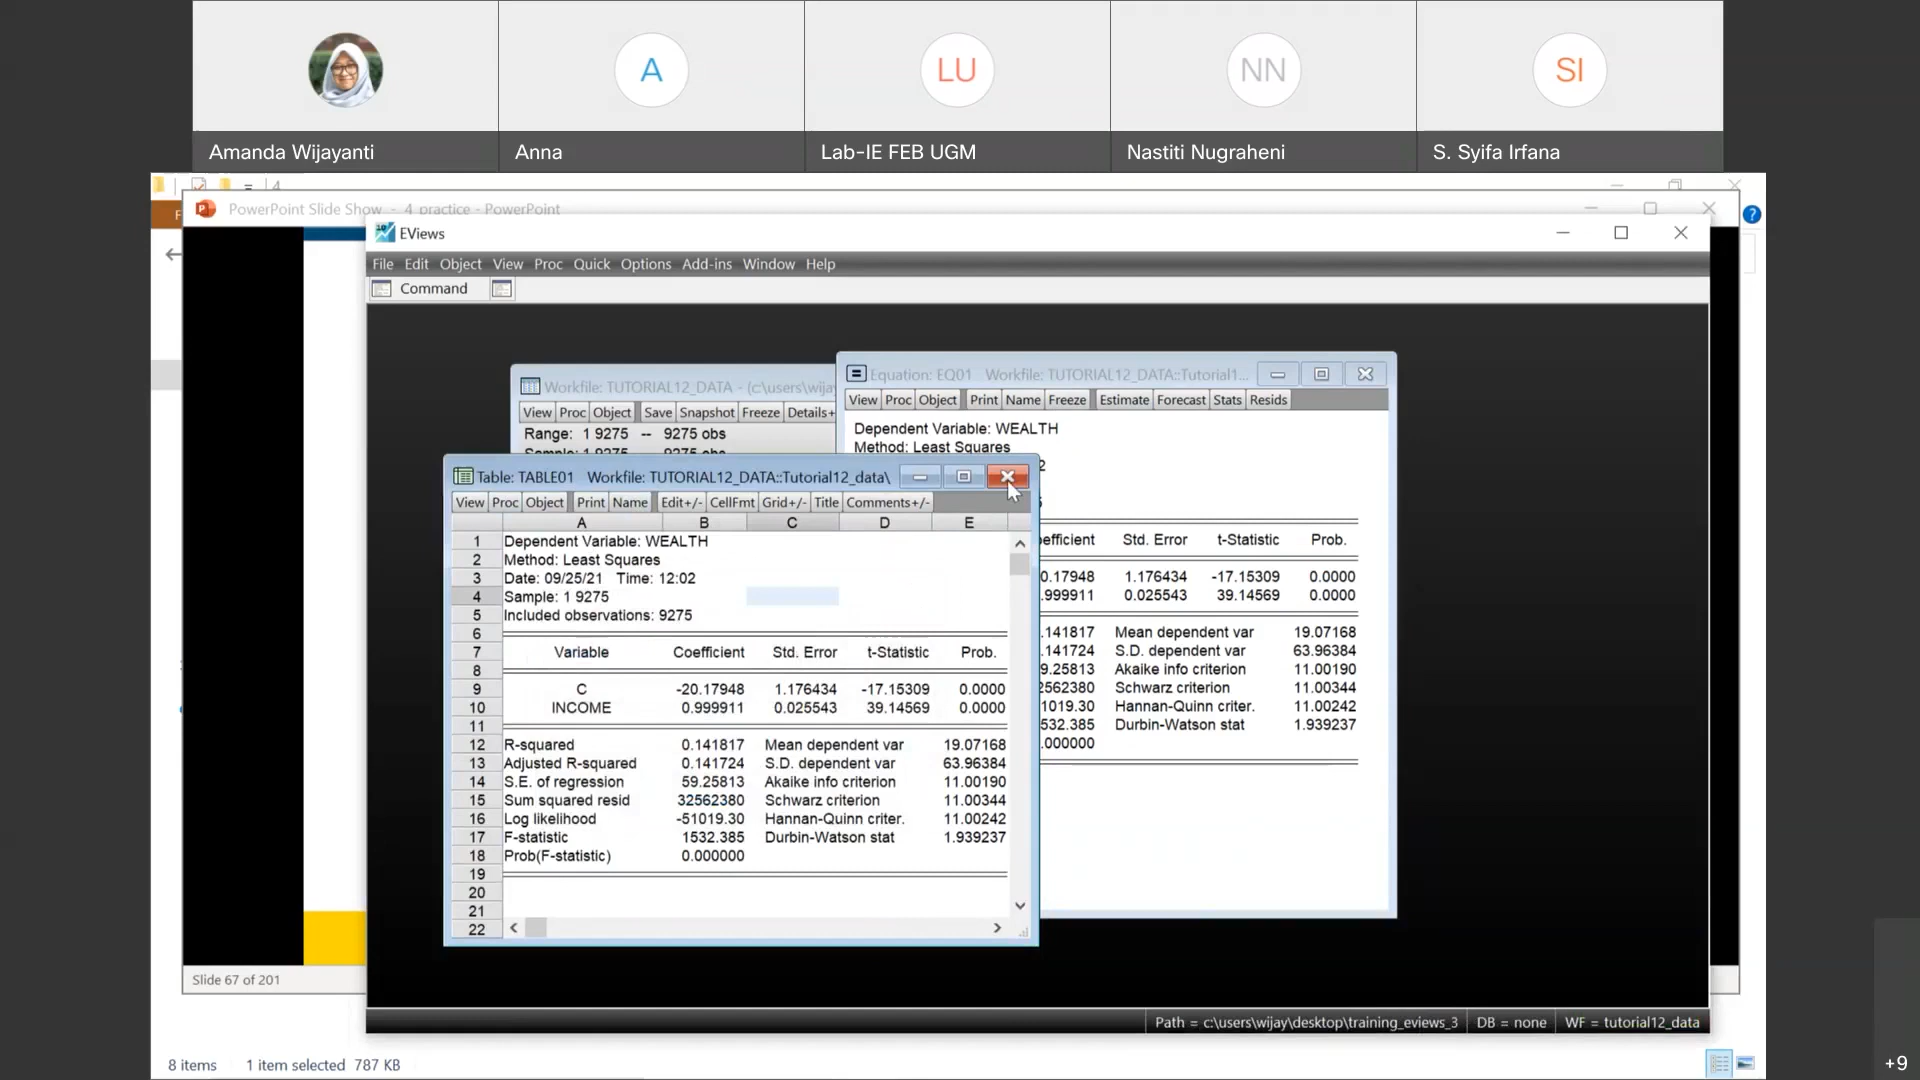 A
LU
NN
SI
Amanda Wijayanti
Anna
Lab-IE FEB UGM
Nastiti Nugraheni
S. Syifa Irfana
4
F
PowerPoint Slide Show - 4 practice - PowerPoint
EViews
File Edit Object View Proc Quick Options Add-ins Window Help
Command
Workfile: TUTORIAL12_DATA - (c:\users\wijay
View Proc Object Save Snapshot Freeze Details+
Range: 1 9275 -- 9275 obs
Sample: 1 9275 -- 9275 obs
Equation: EQ01 Workfile: TUTORIAL12_DATA::Tutorial1...
View Proc Object Print Name Freeze Estimate Forecast Stats Resids
Dependent Variable: WEALTH
Method: Least Squares
2
efficient Std. Error t-Statistic Prob.
0.17948 1.176434 -17.15309 0.0000
.999911 0.025543 39.14569 0.0000
.141817 Mean dependent var 19.07168
.141724 S.D. dependent var 63.96384
9.25813 Akaike info criterion 11.00190
2562380 Schwarz criterion 11.00344
1019.30 Hannan-Quinn criter. 11.00242
532.385 Durbin-Watson stat 1.939237
.000000
Table: TABLE01 Workfile: TUTORIAL12_DATA::Tutorial12_data\
View Proc Object Print Name Edit+/- CellFmt Grid+/- Title Comments+/-
A B C D E
1 Dependent Variable: WEALTH
2 Method: Least Squares
3 Date: 09/25/21 Time: 12:02
4 Sample: 1 9275
5 Included observations: 9275
6
7 Variable Coefficient Std. Error t-Statistic Prob.
8
9 C -20.17948 1.176434 -17.15309 0.0000
10 INCOME 0.999911 0.025543 39.14569 0.0000
11
12 R-squared 0.141817 Mean dependent var 19.07168
13 Adjusted R-squared 0.141724 S.D. dependent var 63.96384
14 S.E. of regression 59.25813 Akaike info criterion 11.00190
15 Sum squared resid 32562380 Schwarz criterion 11.00344
16 Log likelihood -51019.30 Hannan-Quinn criter. 11.00242
17 F-statistic 1532.385 Durbin-Watson stat 1.939237
18 Prob(F-statistic) 0.000000
19
20
21
22
Slide 67 of 201
Path = c:\users\wijay\desktop\training_eviews_3 DB = none WF = tutorial12_data
8 items 1 item selected 787 KB
+9